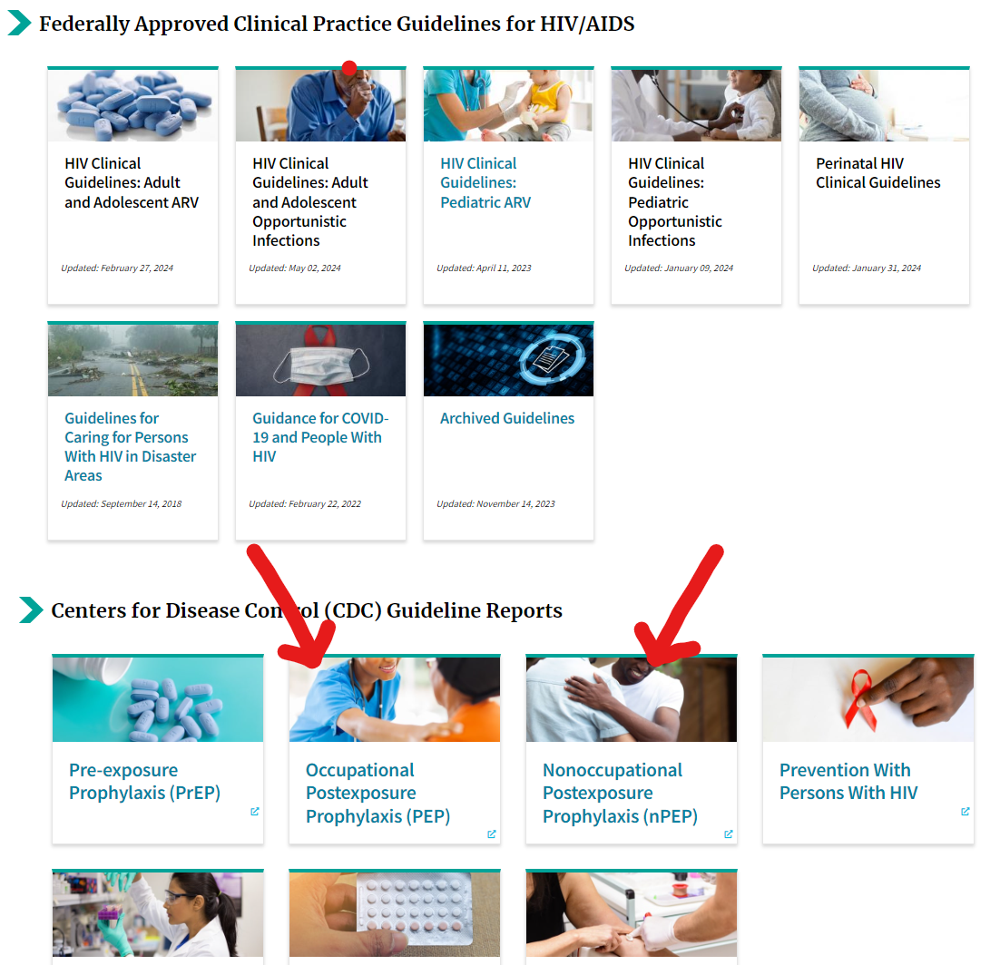 Federally Approved Clinical Practice Guidelines for HIV/AIDS
HIV Clinical
Guidelines: Adult
and Adolescent ARV
Updated: February 27, 2024
HIV Clinical
Guidelines: Adult
and Adolescent
Opportunistic
Infections
Updated: May 02, 2024
HIV Clinical
Guidelines:
Pediatric ARV
Updated: April 11, 2023
HIV Clinical
Guidelines:
Pediatric
Opportunistic
Infections
Updated: January 09, 2024
Perinatal HIV
Clinical Guidelines
Updated: January 31, 2024
Guidelines for
Caring for Persons
With HIV in Disaster
Areas
Updated: September 14, 2018
Guidance for COVID-
19 and People With
HIV
Updated: February 22, 2022
Archived Guidelines
Updated: November 14, 2023
Centers for Disease Control (CDC) Guideline Reports
Pre-exposure
Prophylaxis (PrEP)
Occupational
Postexposure
Prophylaxis (PEP)
Nonoccupational
Postexposure
Prophylaxis (nPEP)
Prevention With
Persons With HIV